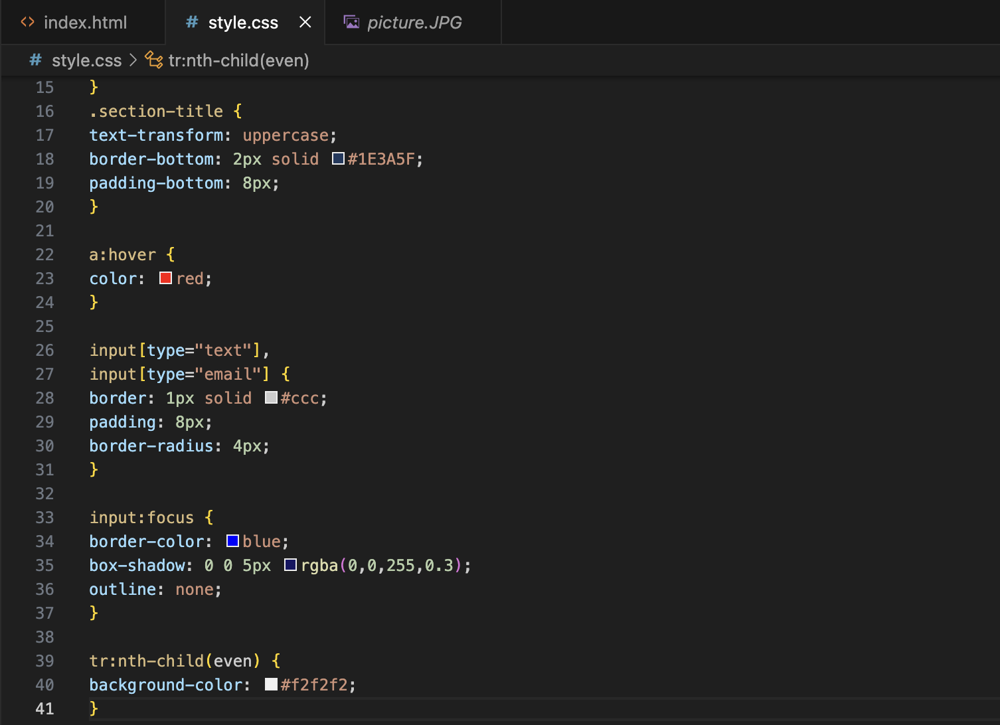 index.html style.css picture.JPG
# style.css > tr:nth-child(even)
15 }
16 .section-title {
17 text-transform: uppercase;
18 border-bottom: 2px solid #1E3A5F;
19 padding-bottom: 8px;
20 }
21
22 a:hover {
23 color: red;
24 }
25
26 input[type="text"],
27 input[type="email"] {
28 border: 1px solid #ccc;
29 padding: 8px;
30 border-radius: 4px;
31 }
32
33 input:focus {
34 border-color: blue;
35 box-shadow: 0 0 5px rgba(0,0,255,0.3);
36 outline: none;
37 }
38
39 tr:nth-child(even) {
40 background-color: #f2f2f2;
41 }